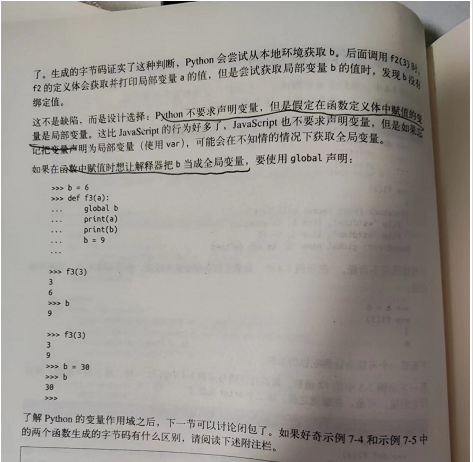 了。生成的字节码证实了这种判断，Python 会尝试从本地环境获取 b。后面调用 f2(3) 时，
f2 的定义体会获取并打印局部变量 a 的值，但是尝试获取局部变量 b 的值时，发现 b 没有
绑定值。
这不是缺陷，而是设计选择：Python 不要求声明变量，但是假定在函数定义体中赋值的变
量是局部变量。这比 JavaScript 的行为好多了，JavaScript 也不要求声明变量，但是如果忘
记把变量声明为局部变量（使用 var），可能会在不知情的情况下获取全局变量。
如果在函数中赋值时想让解释器把 b 当成全局变量，要使用 global 声明：
>>> b = 6
>>> def f3(a):
...     global b
...     print(a)
...     print(b)
...     b = 9
...
>>> f3(3)
3
6
>>> b
9
>>> f3(3)
3
9
>>> b = 30
>>> b
30
>>>
了解 Python 的变量作用域之后，下一节可以讨论闭包了。如果好奇示例 7-4 和示例 7-5 中
的两个函数生成的字节码有什么区别，请阅读下述附注栏。